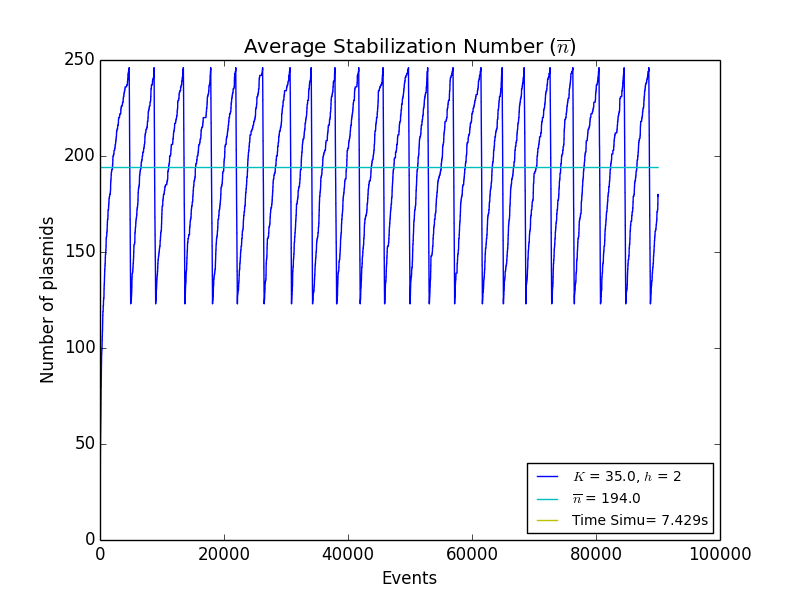 Average Stabilization Number (n̅)
250
200
150
100
50
0
Number of plasmids
0 20000 40000 60000 80000 100000
Events
K = 35.0, h = 2
n̅ = 194.0
Time Simu= 7.429s